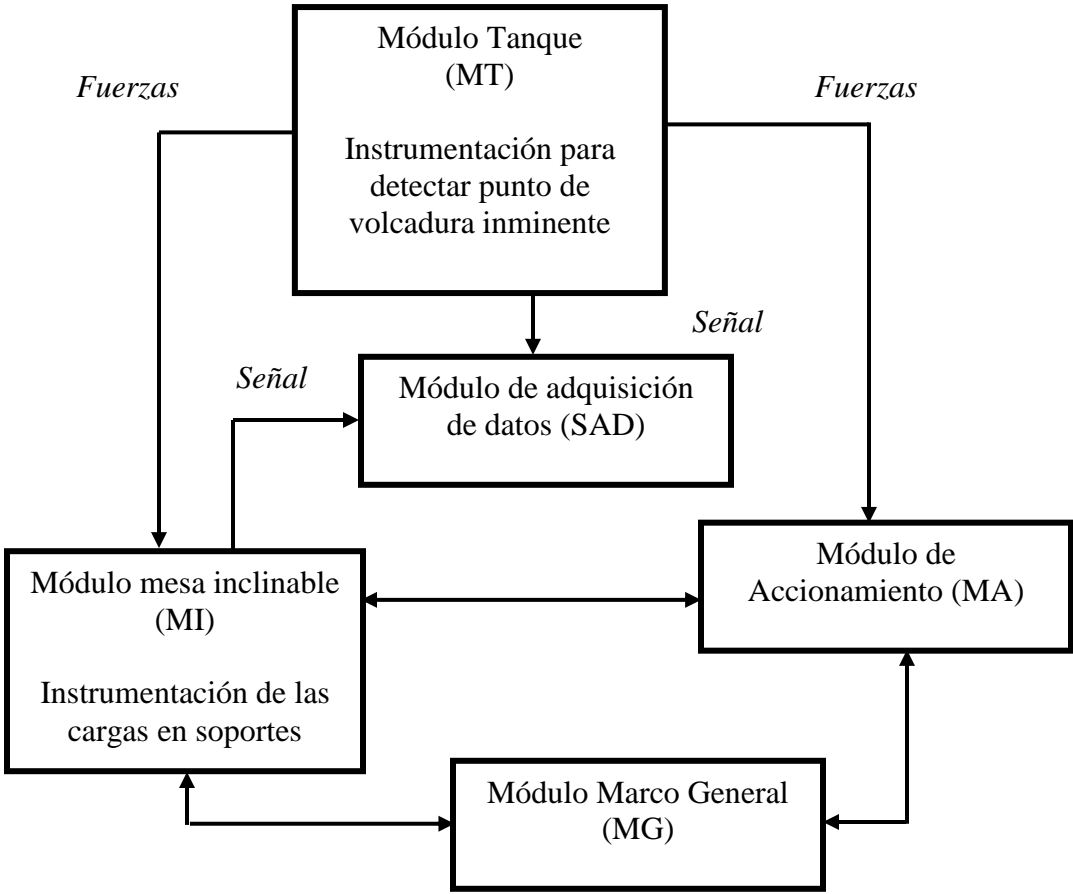 Módulo Tanque
(MT)
Instrumentación para
detectar punto de
volcadura inminente
Fuerzas
Fuerzas
Señal
Señal
Módulo de adquisición
de datos (SAD)
Módulo mesa inclinable
(MI)
Instrumentación de las
cargas en soportes
Módulo de
Accionamiento (MA)
Módulo Marco General
(MG)